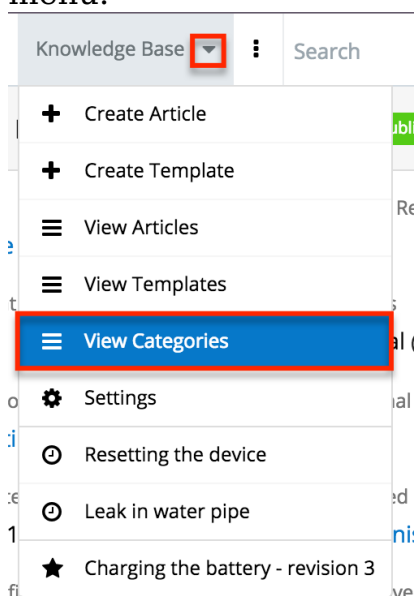 menu.
Knowledge Base Search
Create Article
Create Template
View Articles
View Templates
View Categories
Settings
Resetting the device
Leak in water pipe
Charging the battery - revision 3